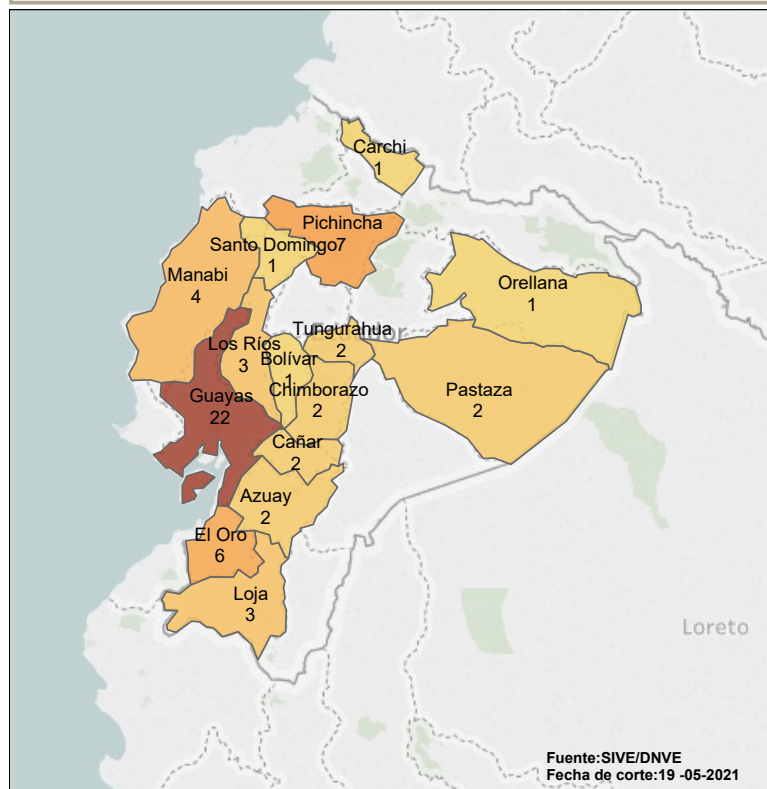 Carchi
1
Pichincha
Santo Domingo7
1
Manabi
4
Orellana
1
Tungurahua
2
Los Ríos
3
Bolívar
1
Guayas
22
Chimborazo
2
Pastaza
2
Cañar
2
Azuay
2
El Oro
6
Loja
3
Loreto
Fuente:SIVE/DNVE
Fecha de corte:19 -05-2021